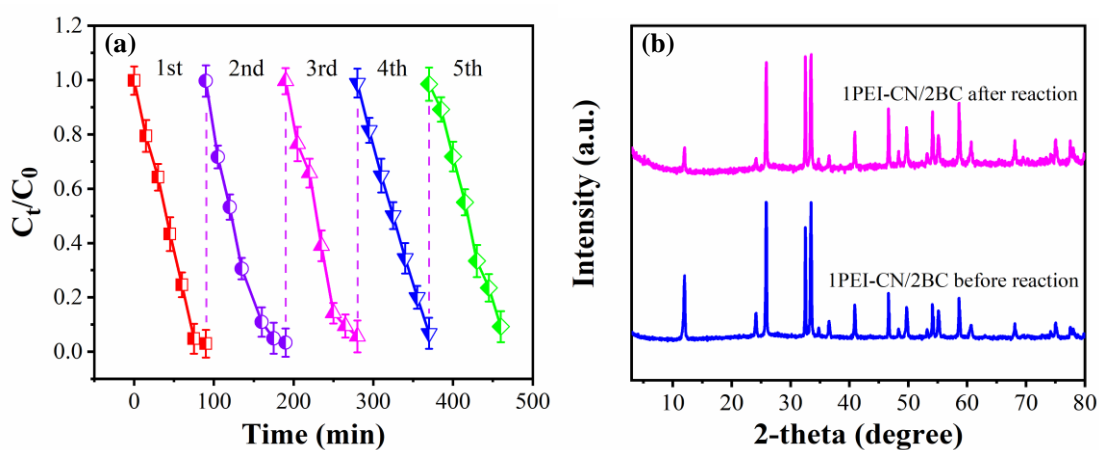 (a)
1st 2nd 3rd 4th 5th
1.2
1.0
0.8
0.6
0.4
0.2
0.0
Ct/C0
0 100 200 300 400 500
Time (min)
(b)
1PEI-CN/2BC after reaction
1PEI-CN/2BC before reaction
Intensity (a.u.)
10 20 30 40 50 60 70 80
2-theta (degree)